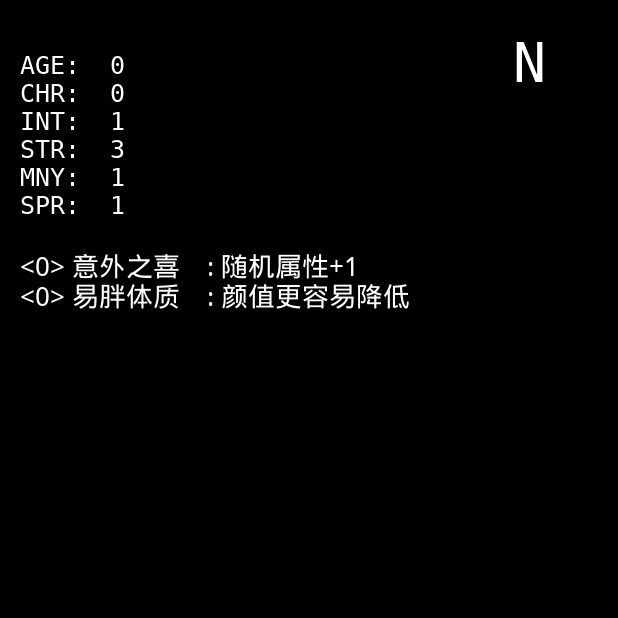 N
AGE: 0
CHR: 0
INT: 1
STR: 3
MNY: 1
SPR: 1
<O> 意外之喜 :随机属性+1
<O> 易胖体质 :颜值更容易降低